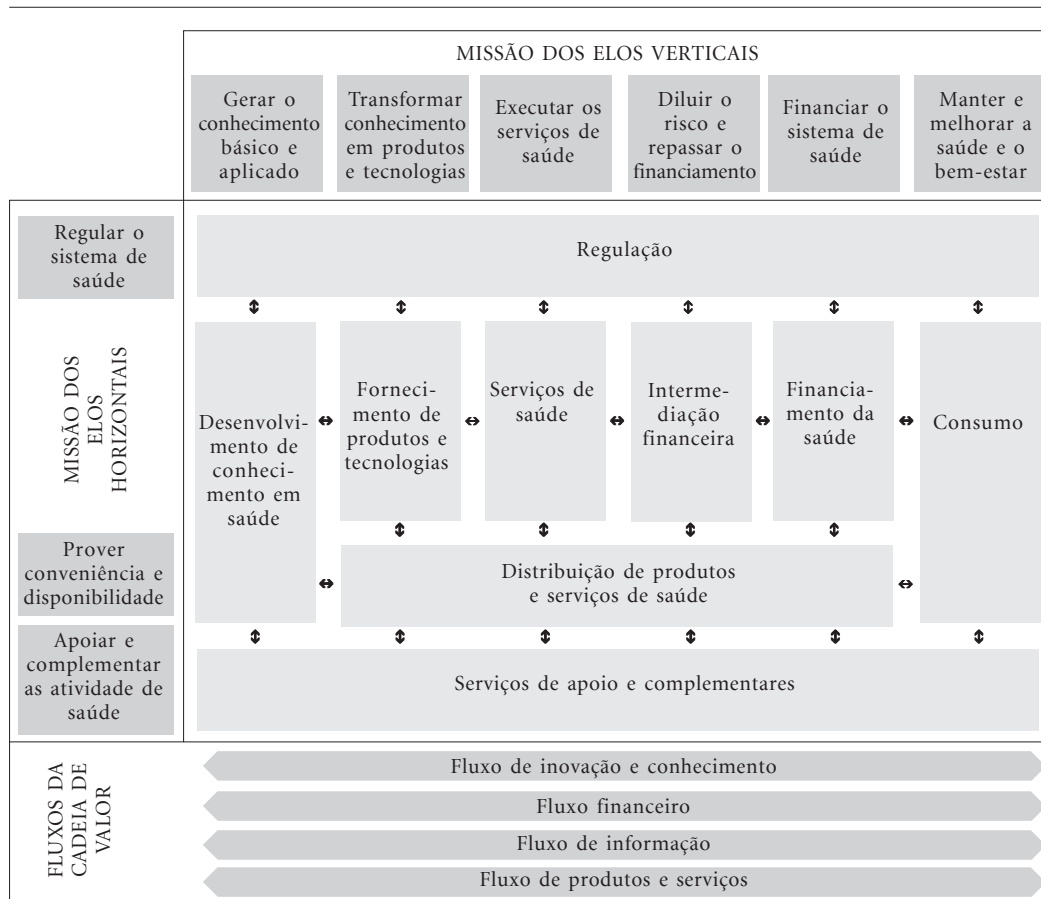 MISSÃO DOS ELOS VERTICAIS
Gerar o
conhecimento
básico e
aplicado
Transformar
conhecimento
em produtos
e tecnologias
Executar os
serviços de
saúde
Diluir o
risco e
repassar o
financiamento
Financiar o
sistema de
saúde
Manter e
melhorar a
saúde e o
bem-estar
MISSÃO DOS
ELOS
HORIZONTAIS
Regular o
sistema de
saúde
Regulação
Desenvolvi-
mento de
conheci-
mento em
saúde
Forneci-
mento de
produtos e
tecnologias
Serviços de
saúde
Interme-
diação
financeira
Financia-
mento da
saúde
Consumo
Prover
conveniência e
disponibilidade
Distribuição de produtos
e serviços de saúde
Apoiar e
complementar
as atividade de
saúde
Serviços de apoio e complementares
FLUXOS DA
CADEIA DE
VALOR
Fluxo de inovação e conhecimento
Fluxo financeiro
Fluxo de informação
Fluxo de produtos e serviços